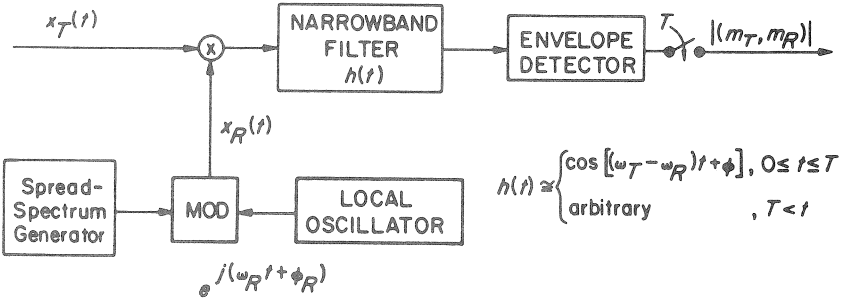 x_T(t)
x
NARROWBAND
FILTER
h(t)
ENVELOPE
DETECTOR
T
|(m_T, m_R)|
x_R(t)
Spread-
Spectrum
Generator
MOD
LOCAL
OSCILLATOR
e^{j(ω_R t + φ_R)}
h(t) ≅ { cos[(ω_T − ω_R)t + φ], 0 ≤ t ≤ T
arbitrary , T < t